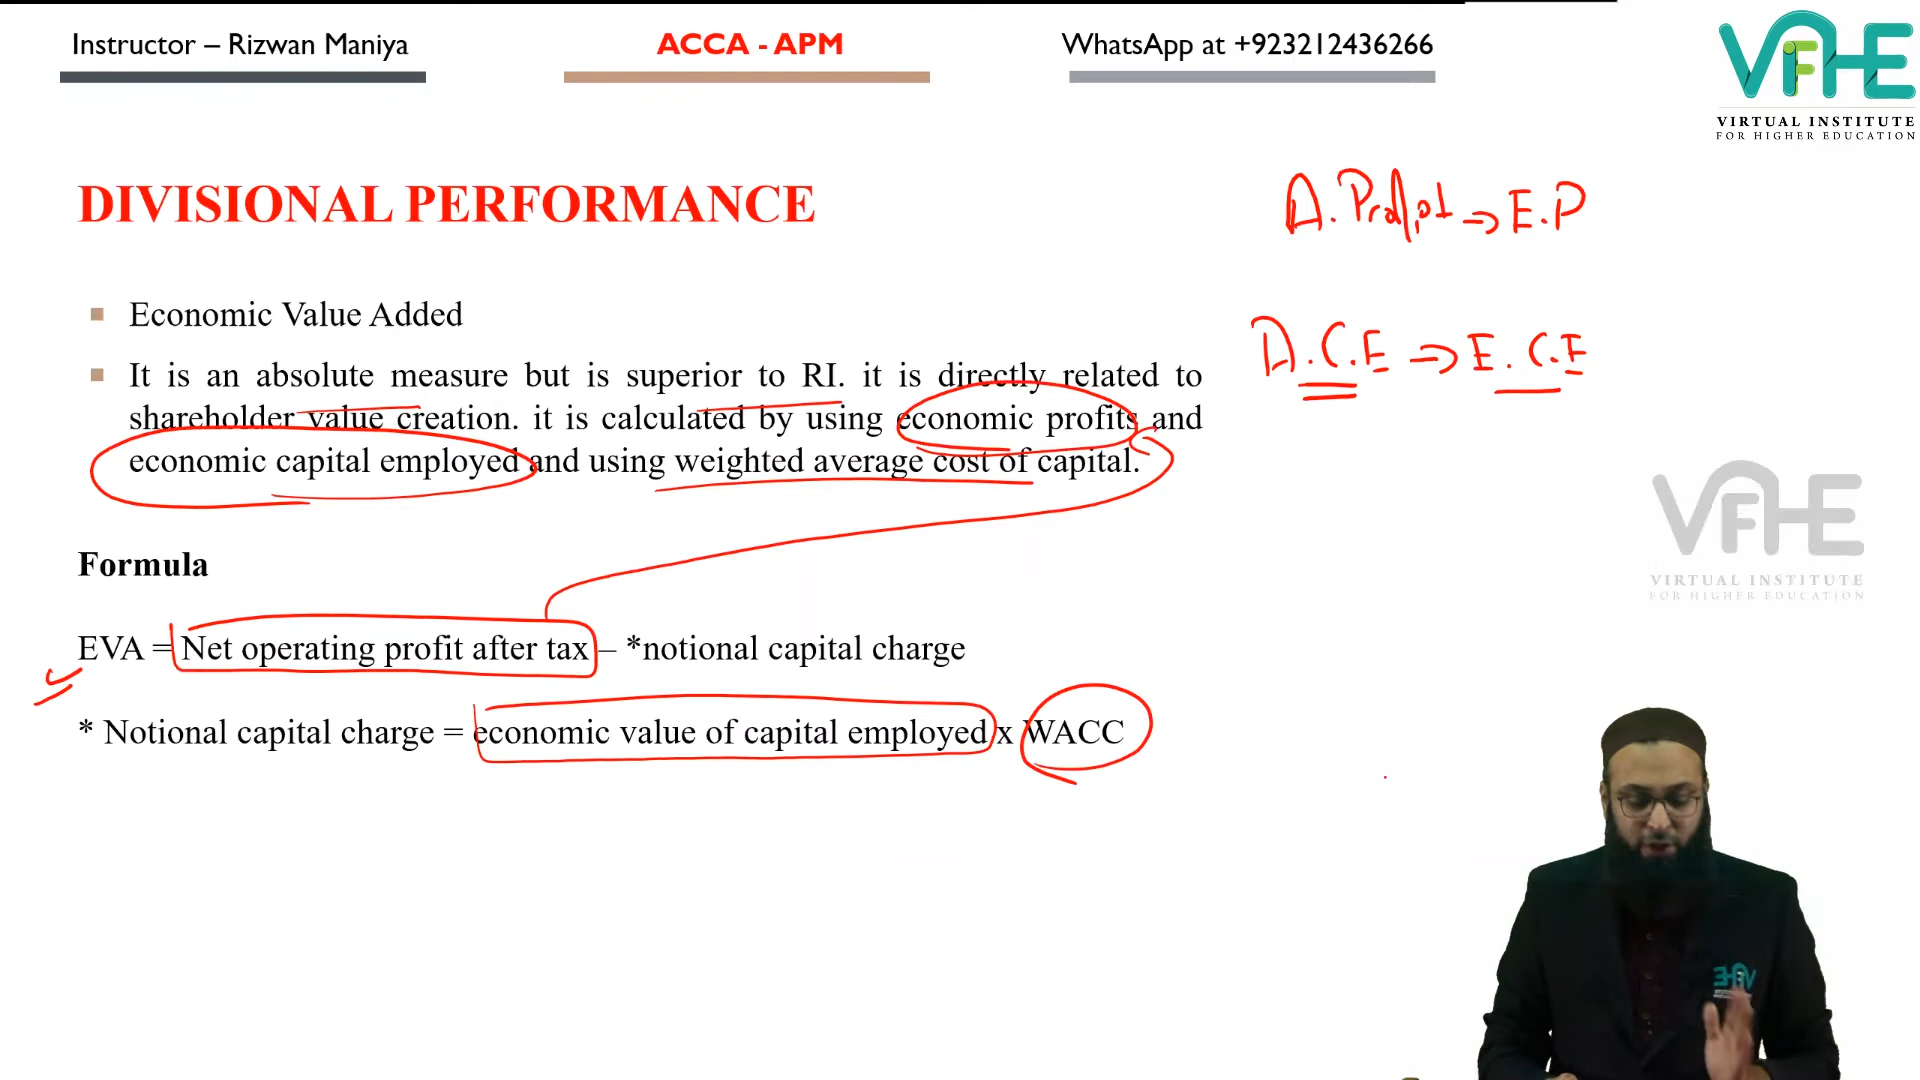 Instructor – Rizwan Maniya
ACCA - APM
WhatsApp at +923212436266
VIRTUAL INSTITUTE
FOR HIGHER EDUCATION
DIVISIONAL PERFORMANCE
A. Profit ⇒ E.P
Economic Value Added
A.C.E ⇒ E.C.E
It is an absolute measure but is superior to RI. it is directly related to
shareholder value creation. it is calculated by using economic profits and
economic capital employed and using weighted average cost of capital.
VFHE
VIRTUAL INSTITUTE
FOR HIGHER EDUCATION
Formula
EVA = Net operating profit after tax – *notional capital charge
* Notional capital charge = economic value of capital employed x WACC